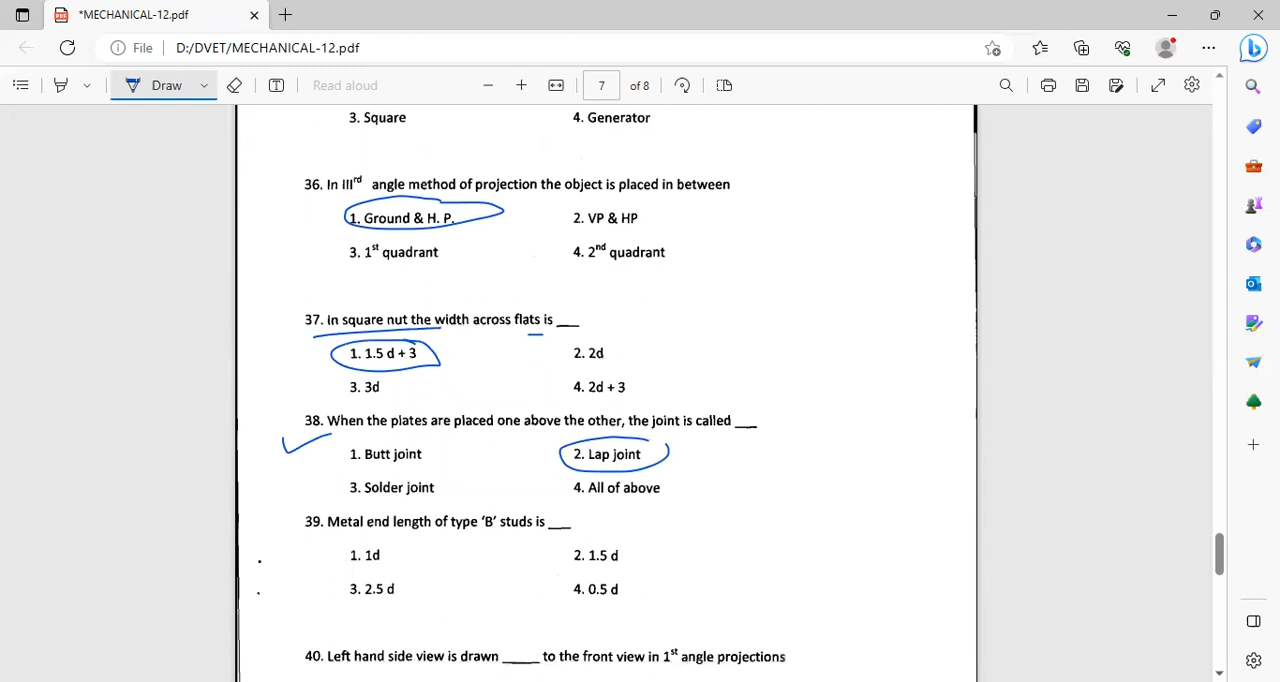 *MECHANICAL-12.pdf
File D:/DVET/MECHANICAL-12.pdf
Draw Read aloud 7 of 8
3. Square 4. Generator
36. In IIIrd angle method of projection the object is placed in between
1. Ground & H. P. 2. VP & HP
3. 1st quadrant 4. 2nd quadrant
37. In square nut the width across flats is ___
1. 1.5 d + 3 2. 2d
3. 3d 4. 2d + 3
38. When the plates are placed one above the other, the joint is called ___
1. Butt joint 2. Lap joint
3. Solder joint 4. All of above
39. Metal end length of type ‘B’ studs is ___
1. 1d 2. 1.5 d
3. 2.5 d 4. 0.5 d
40. Left hand side view is drawn _____ to the front view in 1st angle projections